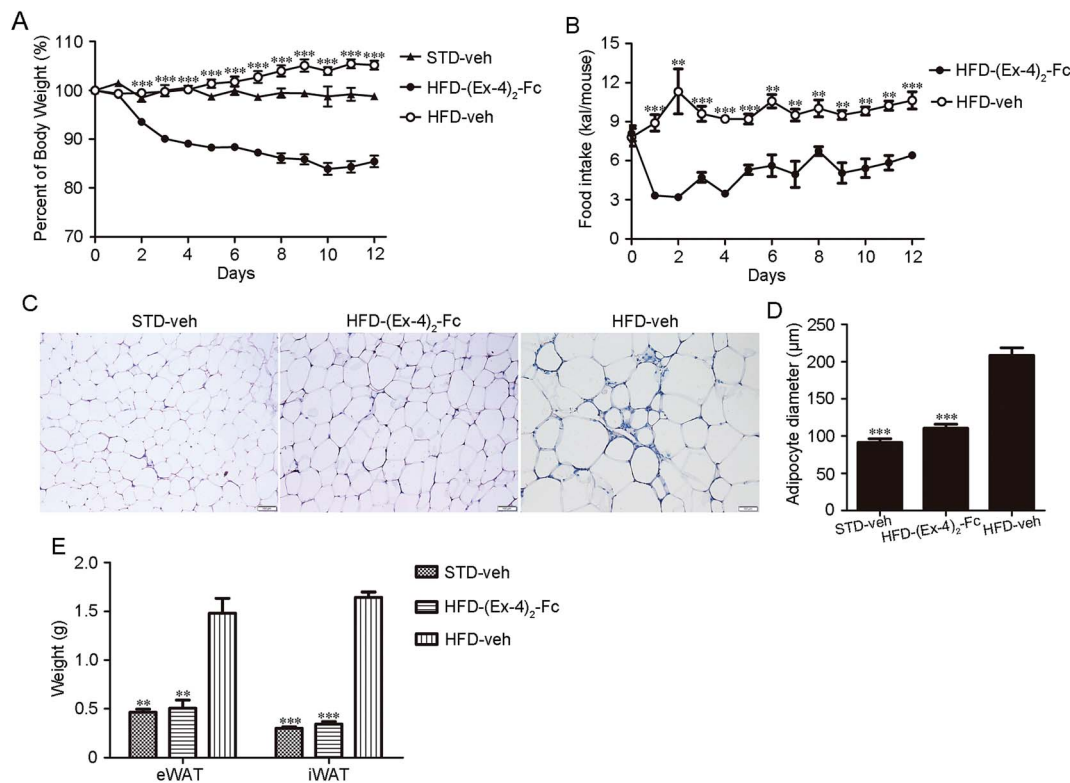 A
Percent of Body Weight (%)
110
100
90
80
70
*** *** *** *** *** *** *** *** *** *** ***
0 2 4 6 8 10 12
Days
STD-veh
HFD-(Ex-4)₂-Fc
HFD-veh
B
Food intake (kal/mouse)
15
12
9
6
3
0
*** ** *** *** *** ** ** ** ** ** ** ***
0 2 4 6 8 10 12
Days
HFD-(Ex-4)₂-Fc
HFD-veh
C
STD-veh HFD-(Ex-4)₂-Fc HFD-veh
D
Adipocyte diameter (μm)
250
200
150
100
50
0
*** ***
STD-veh HFD-(Ex-4)₂-Fc HFD-veh
E
Weight (g)
2.0
1.5
1.0
0.5
0
** ** *** ***
eWAT iWAT
STD-veh
HFD-(Ex-4)₂-Fc
HFD-veh